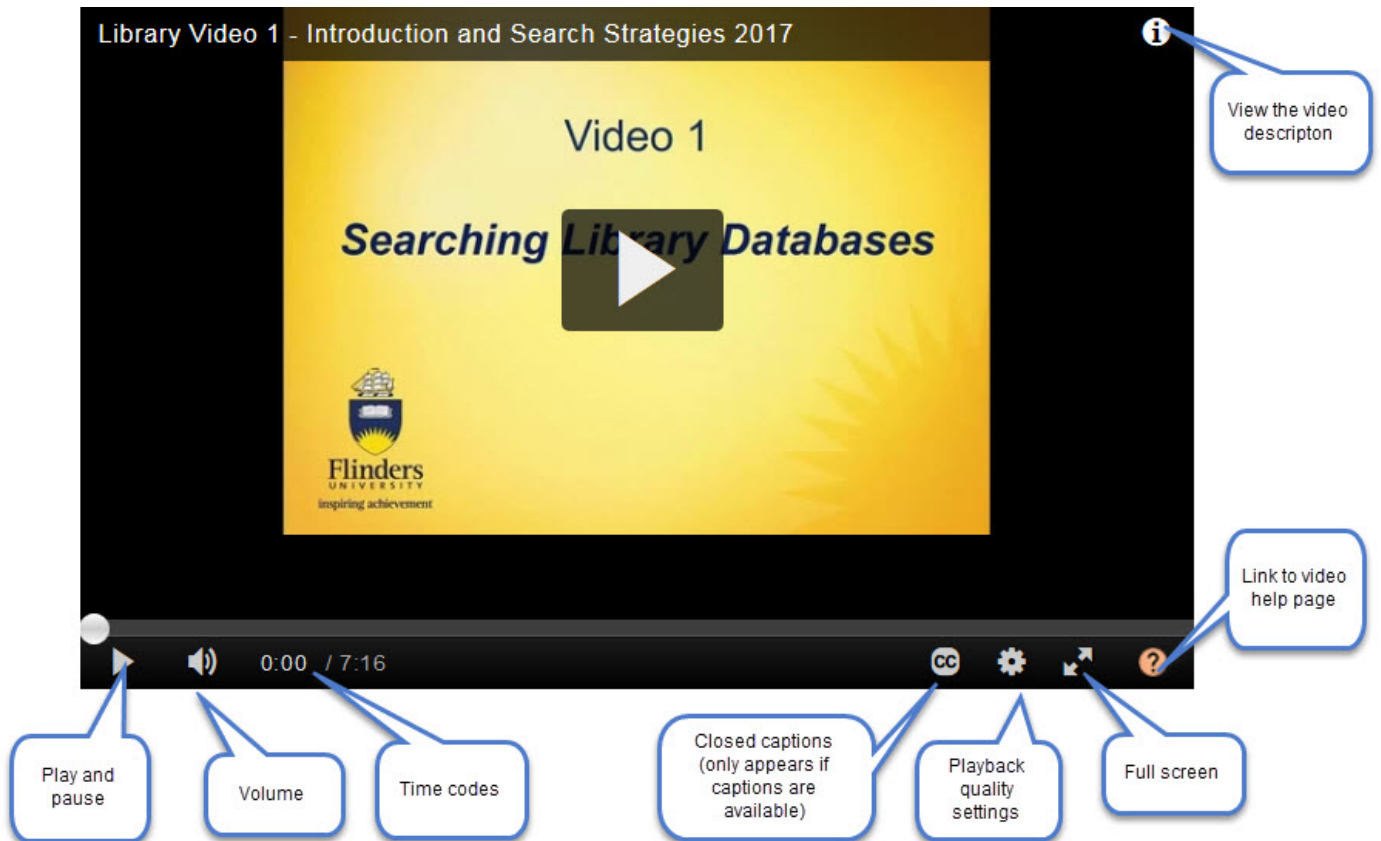 Library Video 1 - Introduction and Search Strategies 2017
i
View the video
descripton
Video 1
Searching Library Databases
Flinders
UNIVERSITY
inspiring achievement
Link to video
help page
0:00 / 7:16
CC
?
Play and
pause
Volume
Time codes
Closed captions
(only appears if
captions are
available)
Playback
quality
settings
Full screen